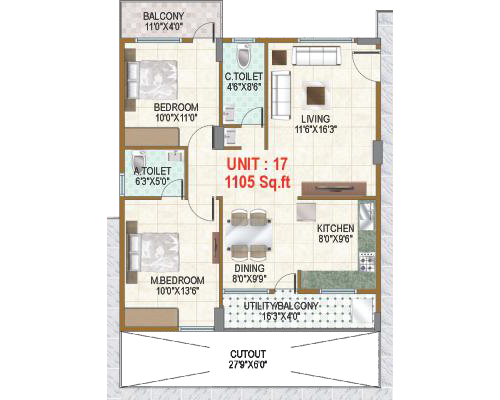 BALCONY
11'0"X4'0"
C.TOILET
4'6"X8'6"
BEDROOM
10'0"X11'0"
LIVING
11'6"X16'3"
UNIT : 17
1105 Sq.ft
A.TOILET
6'3"X5'0"
KITCHEN
8'0"X9'6"
DINING
8'0"X9'9"
M.BEDROOM
10'0"X13'6"
UTILITY/BALCONY
16'3"X4'0"
CUTOUT
27'9"X6'0"